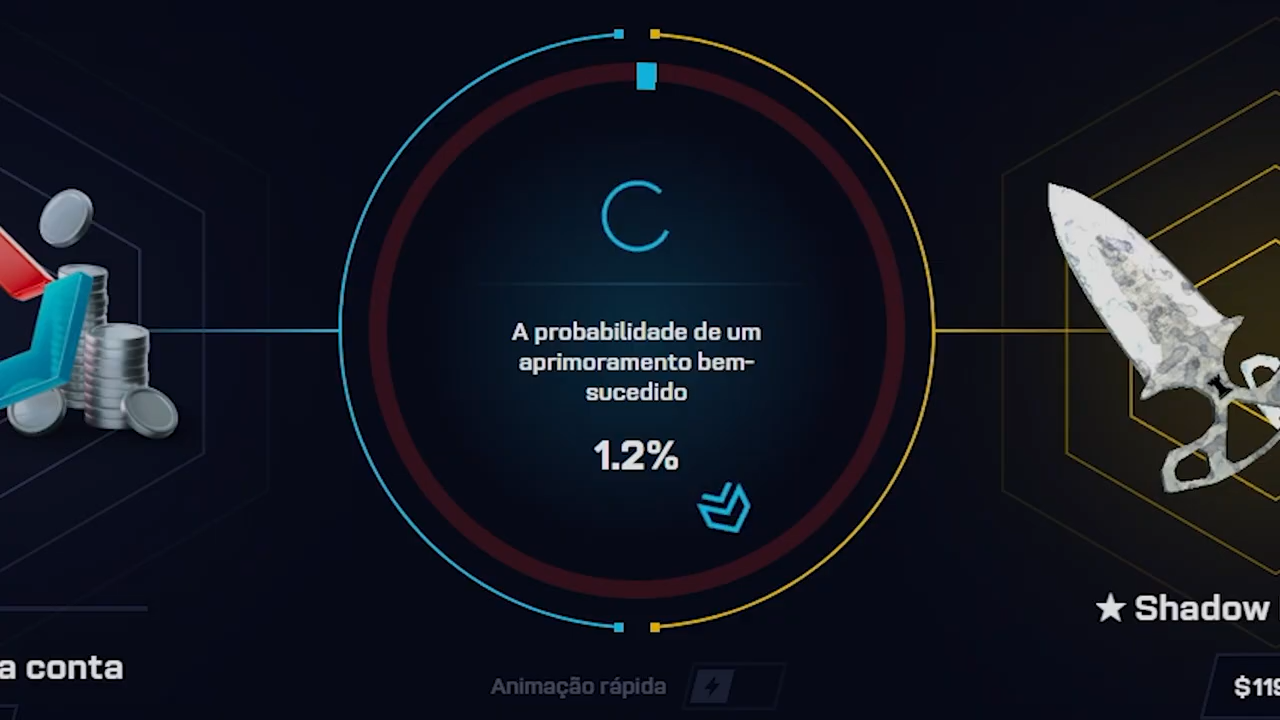 A probabilidade de um
aprimoramento bem-
sucedido
1.2%
★ Shadow
a conta
Animação rápida